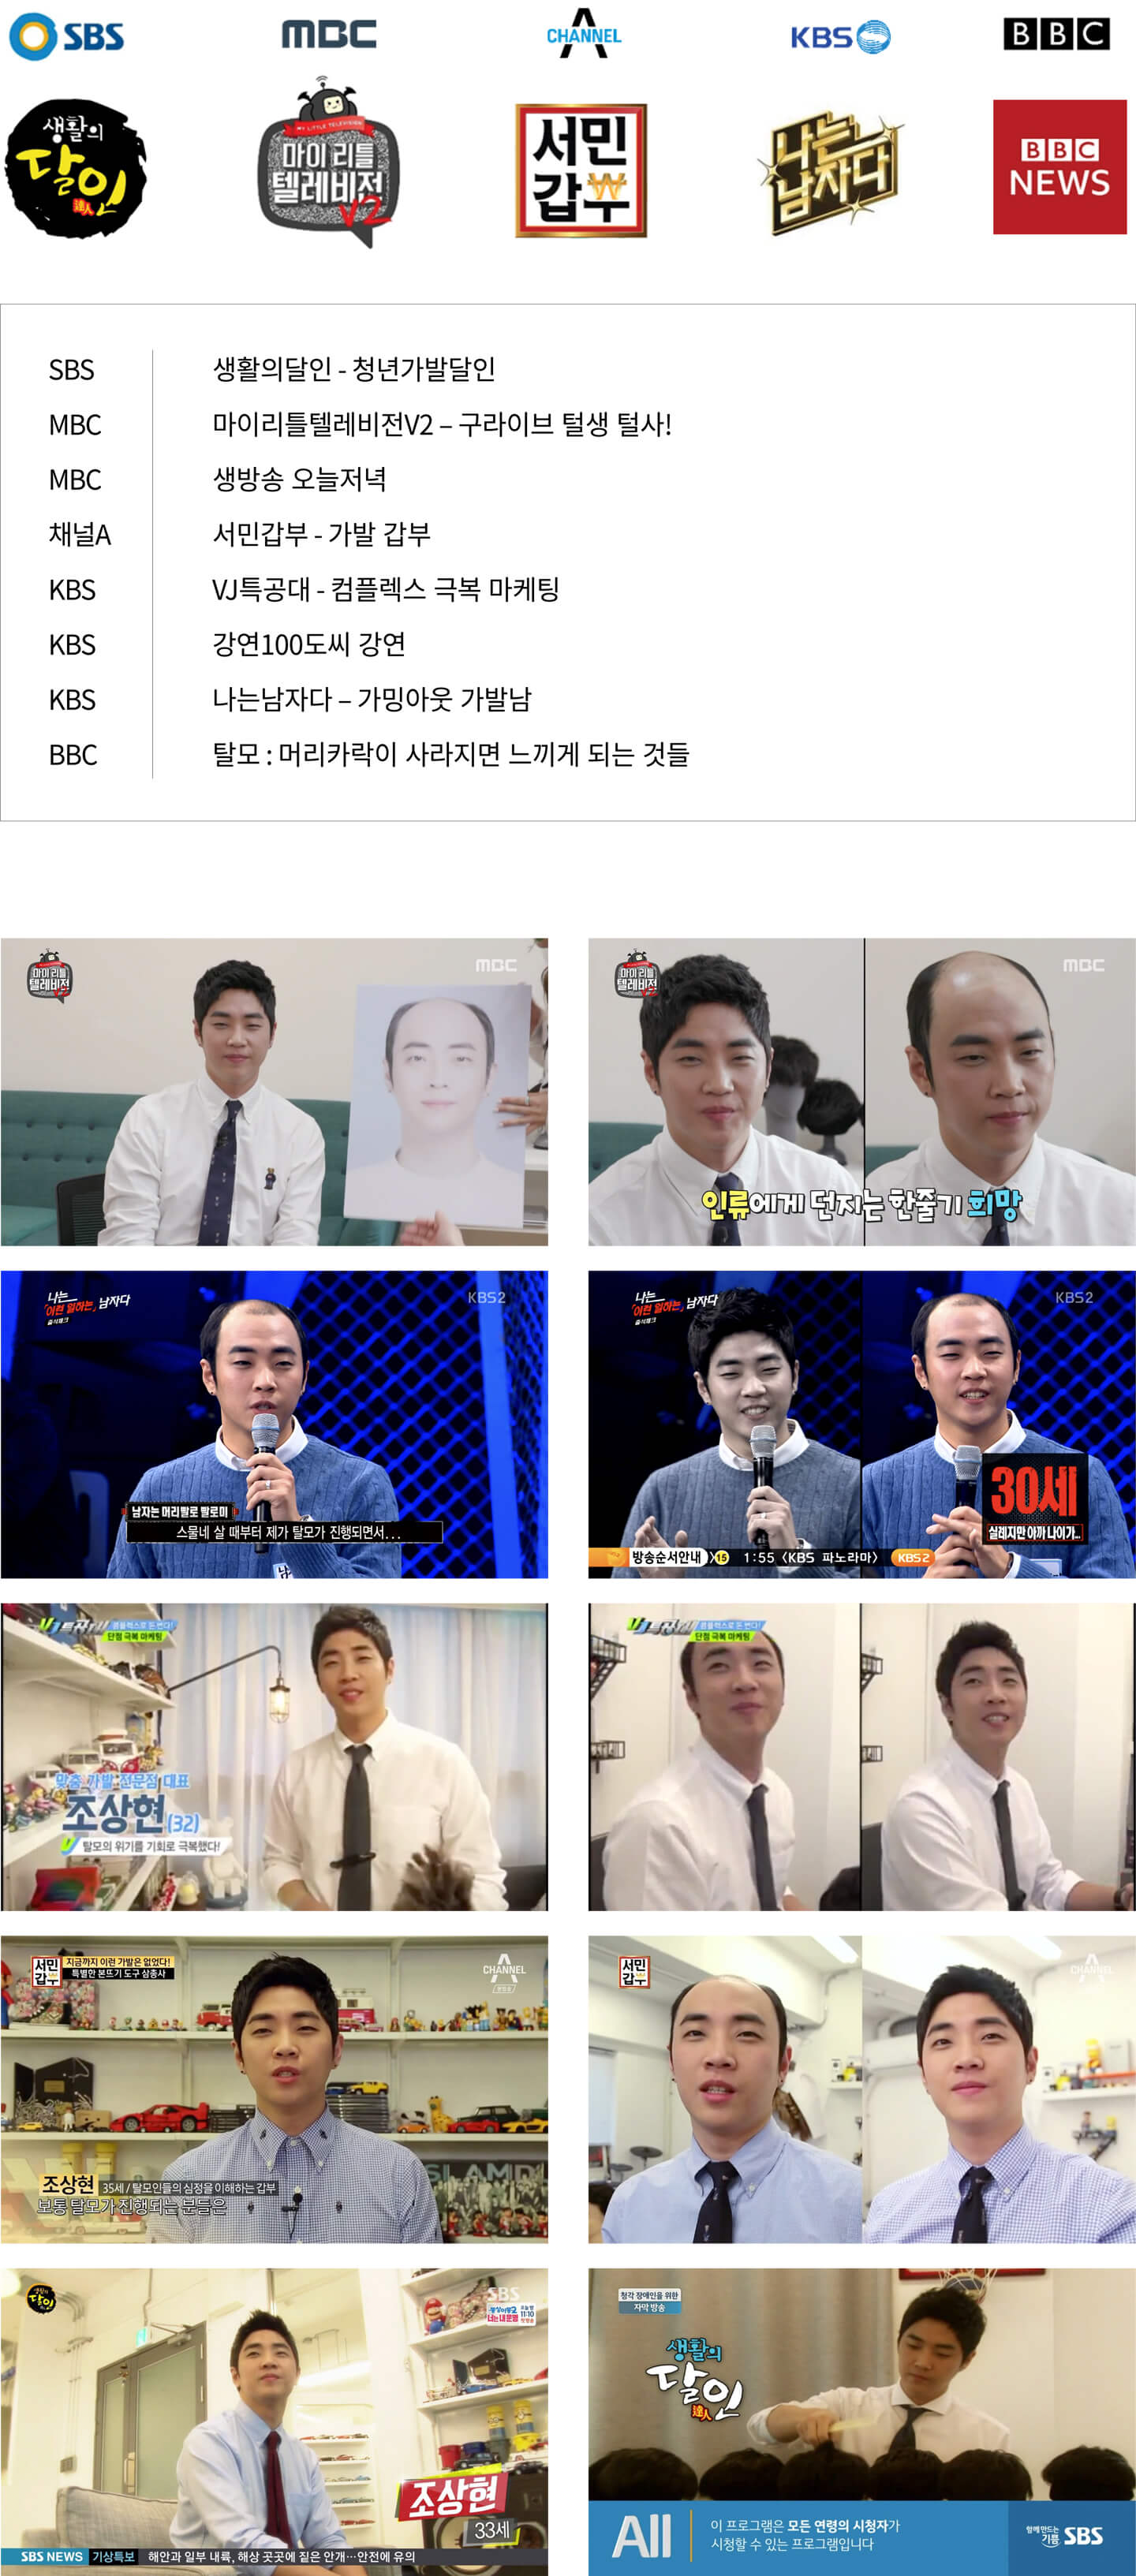 SBS
MBC
CHANNEL A
KBS
BBC
생활의
달인
達人
MY LITTLE TELEVISION
마이 리틀
텔레비전
V2
서민
갑부
나는
남자다
BBC
NEWS
SBS 생활의달인 - 청년가발달인
MBC 마이리틀텔레비전V2 – 구라이브 털생 털사!
MBC 생방송 오늘저녁
채널A 서민갑부 - 가발 갑부
KBS VJ특공대 - 컴플렉스 극복 마케팅
KBS 강연100도씨 강연
KBS 나는남자다 – 가밍아웃 가발남
BBC 탈모 : 머리카락이 사라지면 느끼게 되는 것들
마이 리틀
텔레비전
V2
MBC
마이 리틀
텔레비전
V2
MBC
인류에게 던지는 한줄기 희망
나는
「이런 일하는」 남자다
출석체크
KBS2
남자는 머리빨로 빨로미
스물네 살 때부터 제가 탈모가 진행되면서...
나는
「이런 일하는」 남자다
출석체크
KBS2
30세
실례지만 아까 나이가..
방송순서안내 15 1:55 〈KBS 파노라마〉 KBS2
VJ특공대
콤플렉스로 돈 번다!
단점 극복 마케팅
맞춤 가발 전문점 대표
조상현(32)
탈모의 위기를 기회로 극복했다!
VJ특공대
콤플렉스로 돈 번다!
단점 극복 마케팅
서민
갑부
지금까지 이런 가발은 없었다!
특별한 본뜨기 도구 삼총사
CHANNEL A
조상현 35세 / 탈모인들의 심정을 이해하는 갑부
보통 탈모가 진행되는 분들은
서민
갑부
CHANNEL A
생활의
달인
SBS
11:10
조상현
33세
SBS NEWS 기상특보 해안과 일부 내륙, 해상 곳곳에 짙은 안개…안전에 유의
청각 장애인을 위한
자막 방송
생활의
달인
達人
All
이 프로그램은 모든 연령의 시청자가
시청할 수 있는 프로그램입니다
함께 만드는
기쁨
SBS